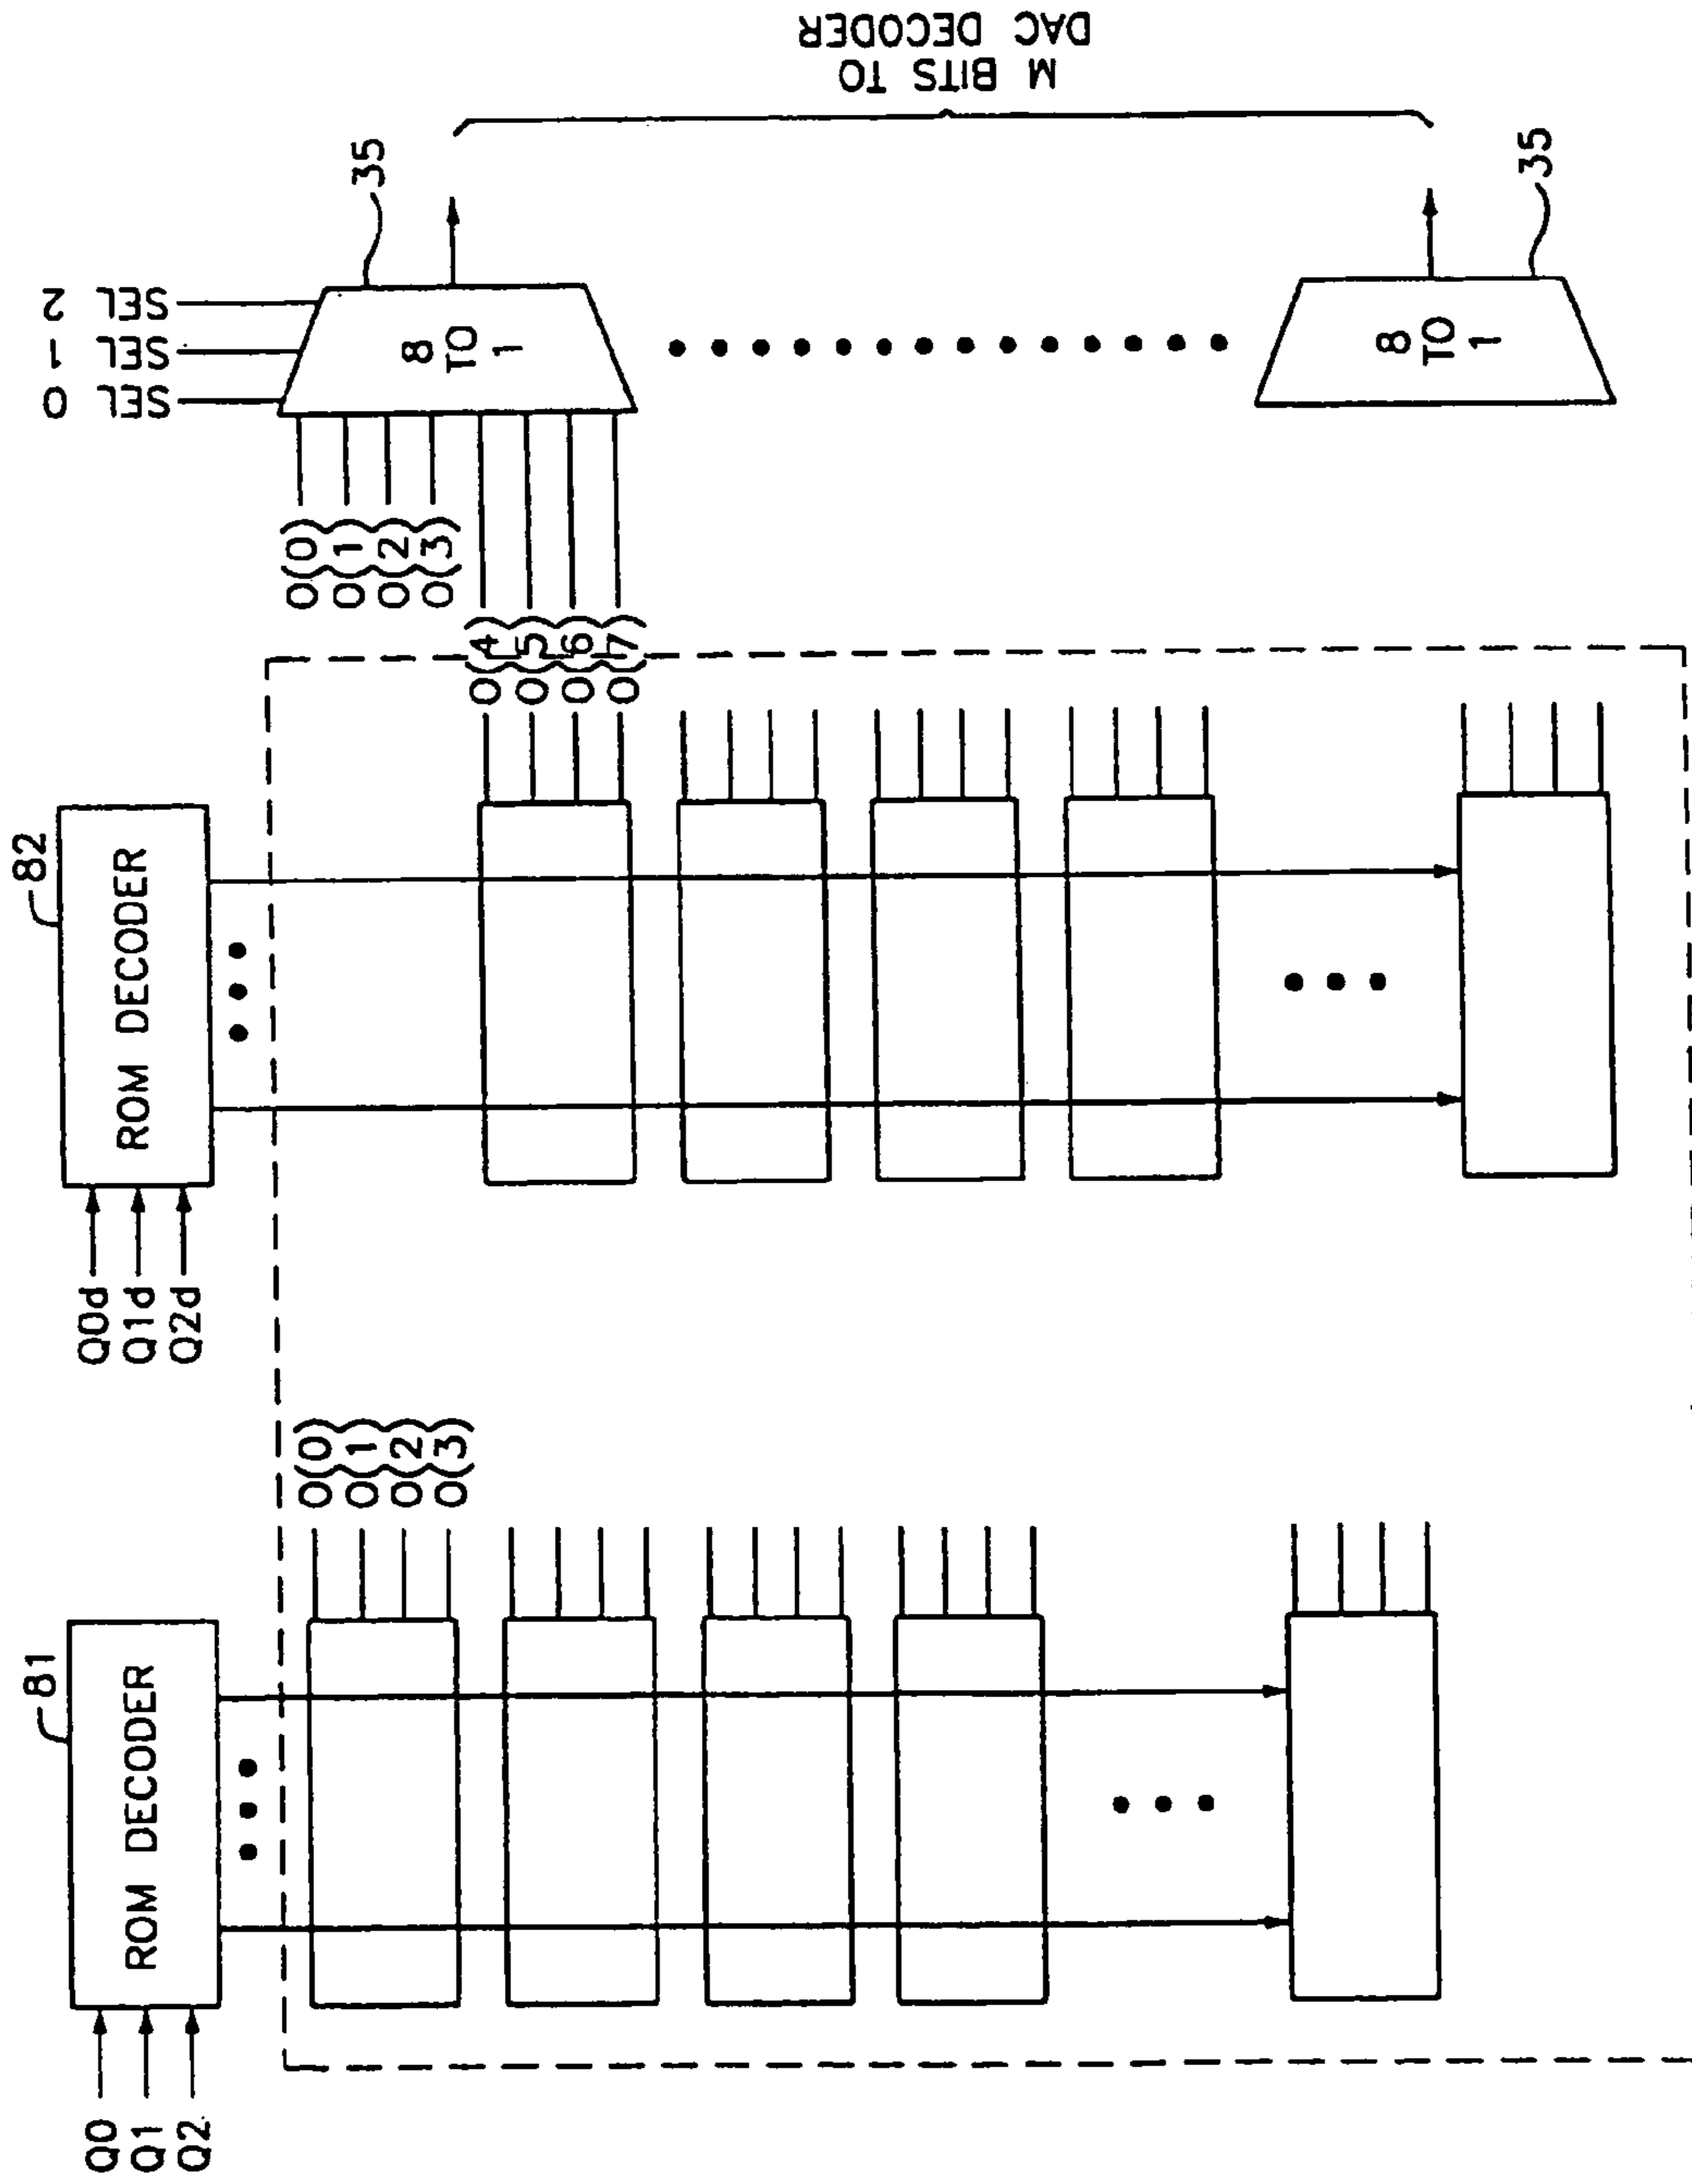 Q0
Q1
Q2
ROM DECODER
81
O(0)
O(1)
O(2)
O(3)
Q0d
Q1d
Q2d
ROM DECODER
82
O(4)
O(5)
O(6)
O(7)
O(0)
O(1)
O(2)
O(3)
SEL 0
SEL 1
SEL 2
8
TO
1
35
8
TO
1
35
M BITS TO
DAC DECODER